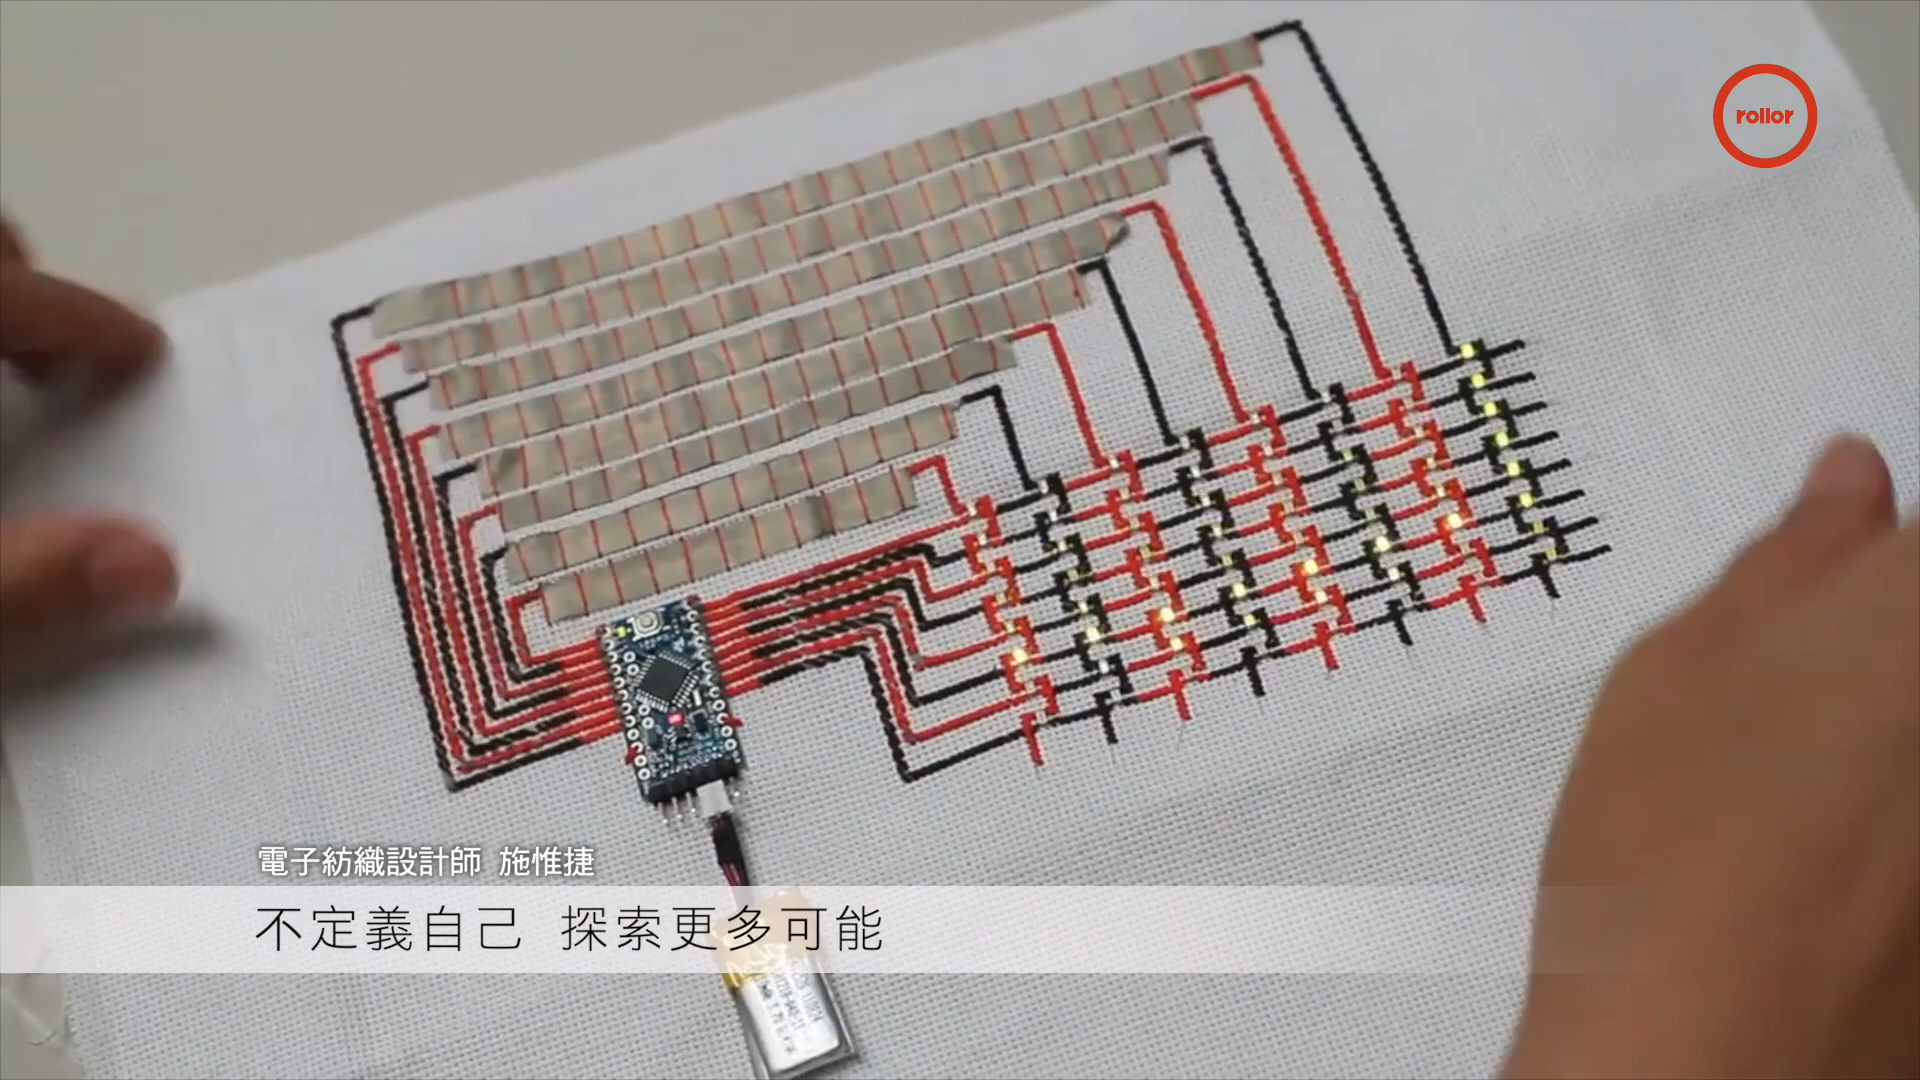 rollor
電子紡織設計師 施惟捷
不定義自己 探索更多可能